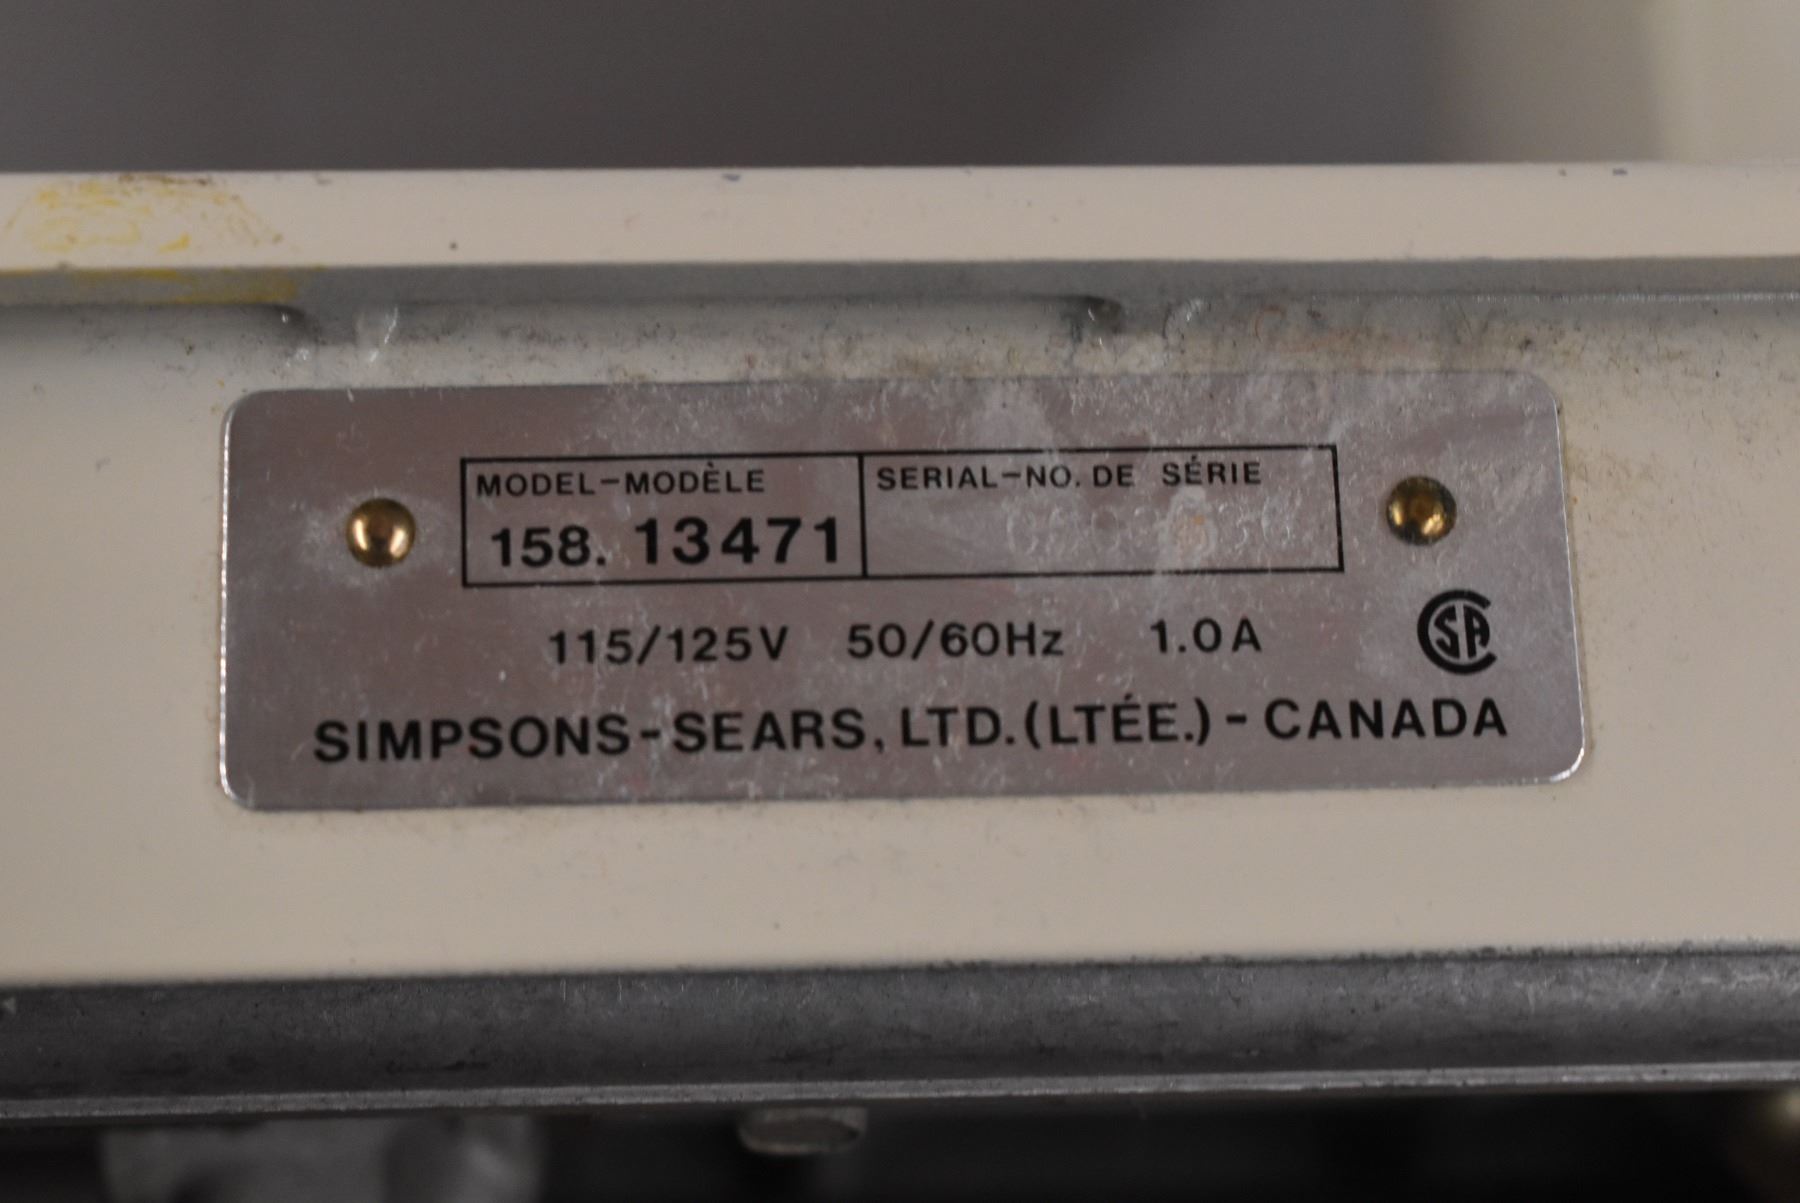 MODEL-MODÈLE SERIAL-NO. DE SÉRIE
158. 13471
115/125V 50/60Hz 1.0A
CSA
SIMPSONS-SEARS, LTD. (LTÉE.) - CANADA